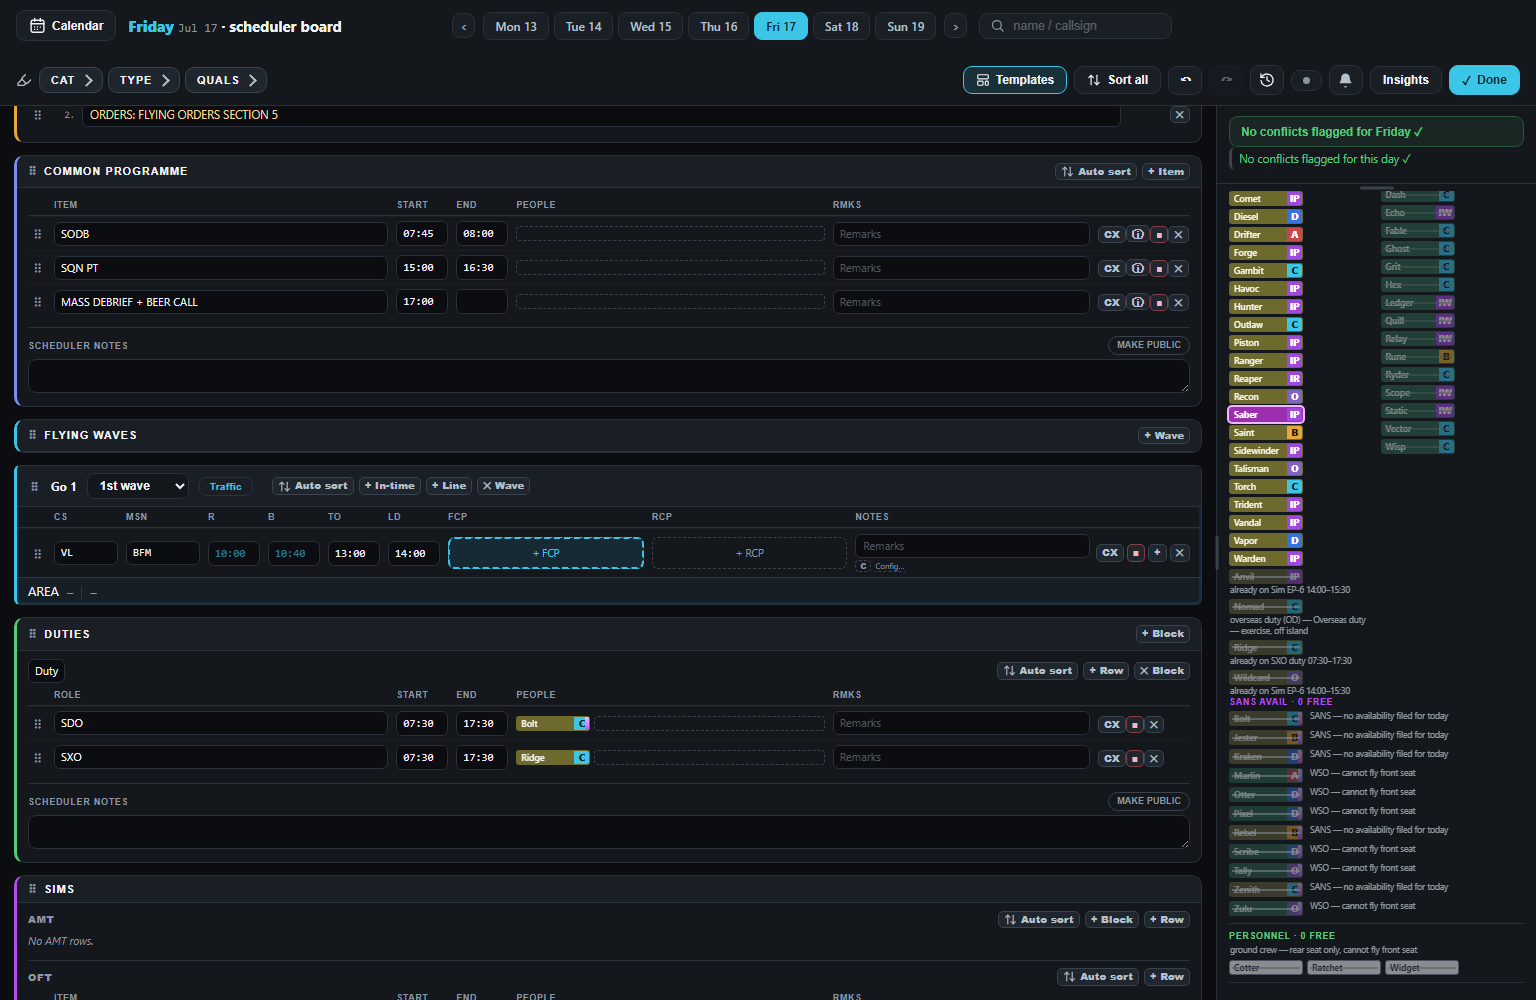 Calendar
Friday Jul 17 · scheduler board
‹
Mon 13
Tue 14
Wed 15
Thu 16
Fri 17
Sat 18
Sun 19
›
name / callsign
CAT
TYPE
QUALS
Templates
Sort all
Insights
✓ Done
2. ORDERS: FLYING ORDERS SECTION 5
COMMON PROGRAMME
Auto sort
+ Item
ITEM START END PEOPLE RMKS
SODB 07:45 08:00 Remarks CX
SQN PT 15:00 16:30 Remarks CX
MASS DEBRIEF + BEER CALL 17:00 Remarks CX
SCHEDULER NOTES
MAKE PUBLIC
FLYING WAVES
+ Wave
Go 1 1st wave Traffic Auto sort + In-time + Line ✕ Wave
CS MSN R B TO LD FCP RCP NOTES
VL BFM 10:00 10:40 13:00 14:00 + FCP + RCP Remarks CX
C Config...
AREA – | –
DUTIES
+ Block
Duty
Auto sort + Row ✕ Block
ROLE START END PEOPLE RMKS
SDO 07:30 17:30 Bolt C Remarks CX
SXO 07:30 17:30 Ridge C Remarks CX
SCHEDULER NOTES
MAKE PUBLIC
SIMS
AMT
Auto sort + Block + Row
No AMT rows.
OFT
Auto sort + Row
ITEM START END PEOPLE RMKS
No conflicts flagged for Friday ✓
No conflicts flagged for this day ✓
Comet IP
Diesel D
Drifter A
Forge IP
Gambit C
Havoc IP
Hunter IP
Outlaw C
Piston IP
Ranger IP
Reaper IR
Recon O
Saber IP
Saint B
Sidewinder IP
Talisman O
Torch C
Trident IP
Vandal IP
Vapor D
Warden IP
Anvil IP
already on Sim EP-6 14:00–15:30
Nomad C
overseas duty (OD) — Overseas duty
— exercise, off island
Ridge C
already on SXO duty 07:30–17:30
Wildcard O
already on Sim EP-6 14:00–15:30
Dash C
Echo IW
Fable C
Ghost C
Grit C
Hex C
Ledger IW
Quill IW
Relay IW
Rune B
Ryder C
Scope IW
Static IW
Vector C
Wisp C
SANS AVAIL · 0 FREE
Bolt C SANS — no availability filed for today
Jester B SANS — no availability filed for today
Kraken D SANS — no availability filed for today
Marlin A WSO — cannot fly front seat
Otter D WSO — cannot fly front seat
Pixel D WSO — cannot fly front seat
Rebel B SANS — no availability filed for today
Scribe D WSO — cannot fly front seat
Tally O WSO — cannot fly front seat
Zenith C SANS — no availability filed for today
Zulu O WSO — cannot fly front seat
PERSONNEL · 0 FREE
ground crew — rear seat only, cannot fly front seat
Cotter
Ratchet
Widget